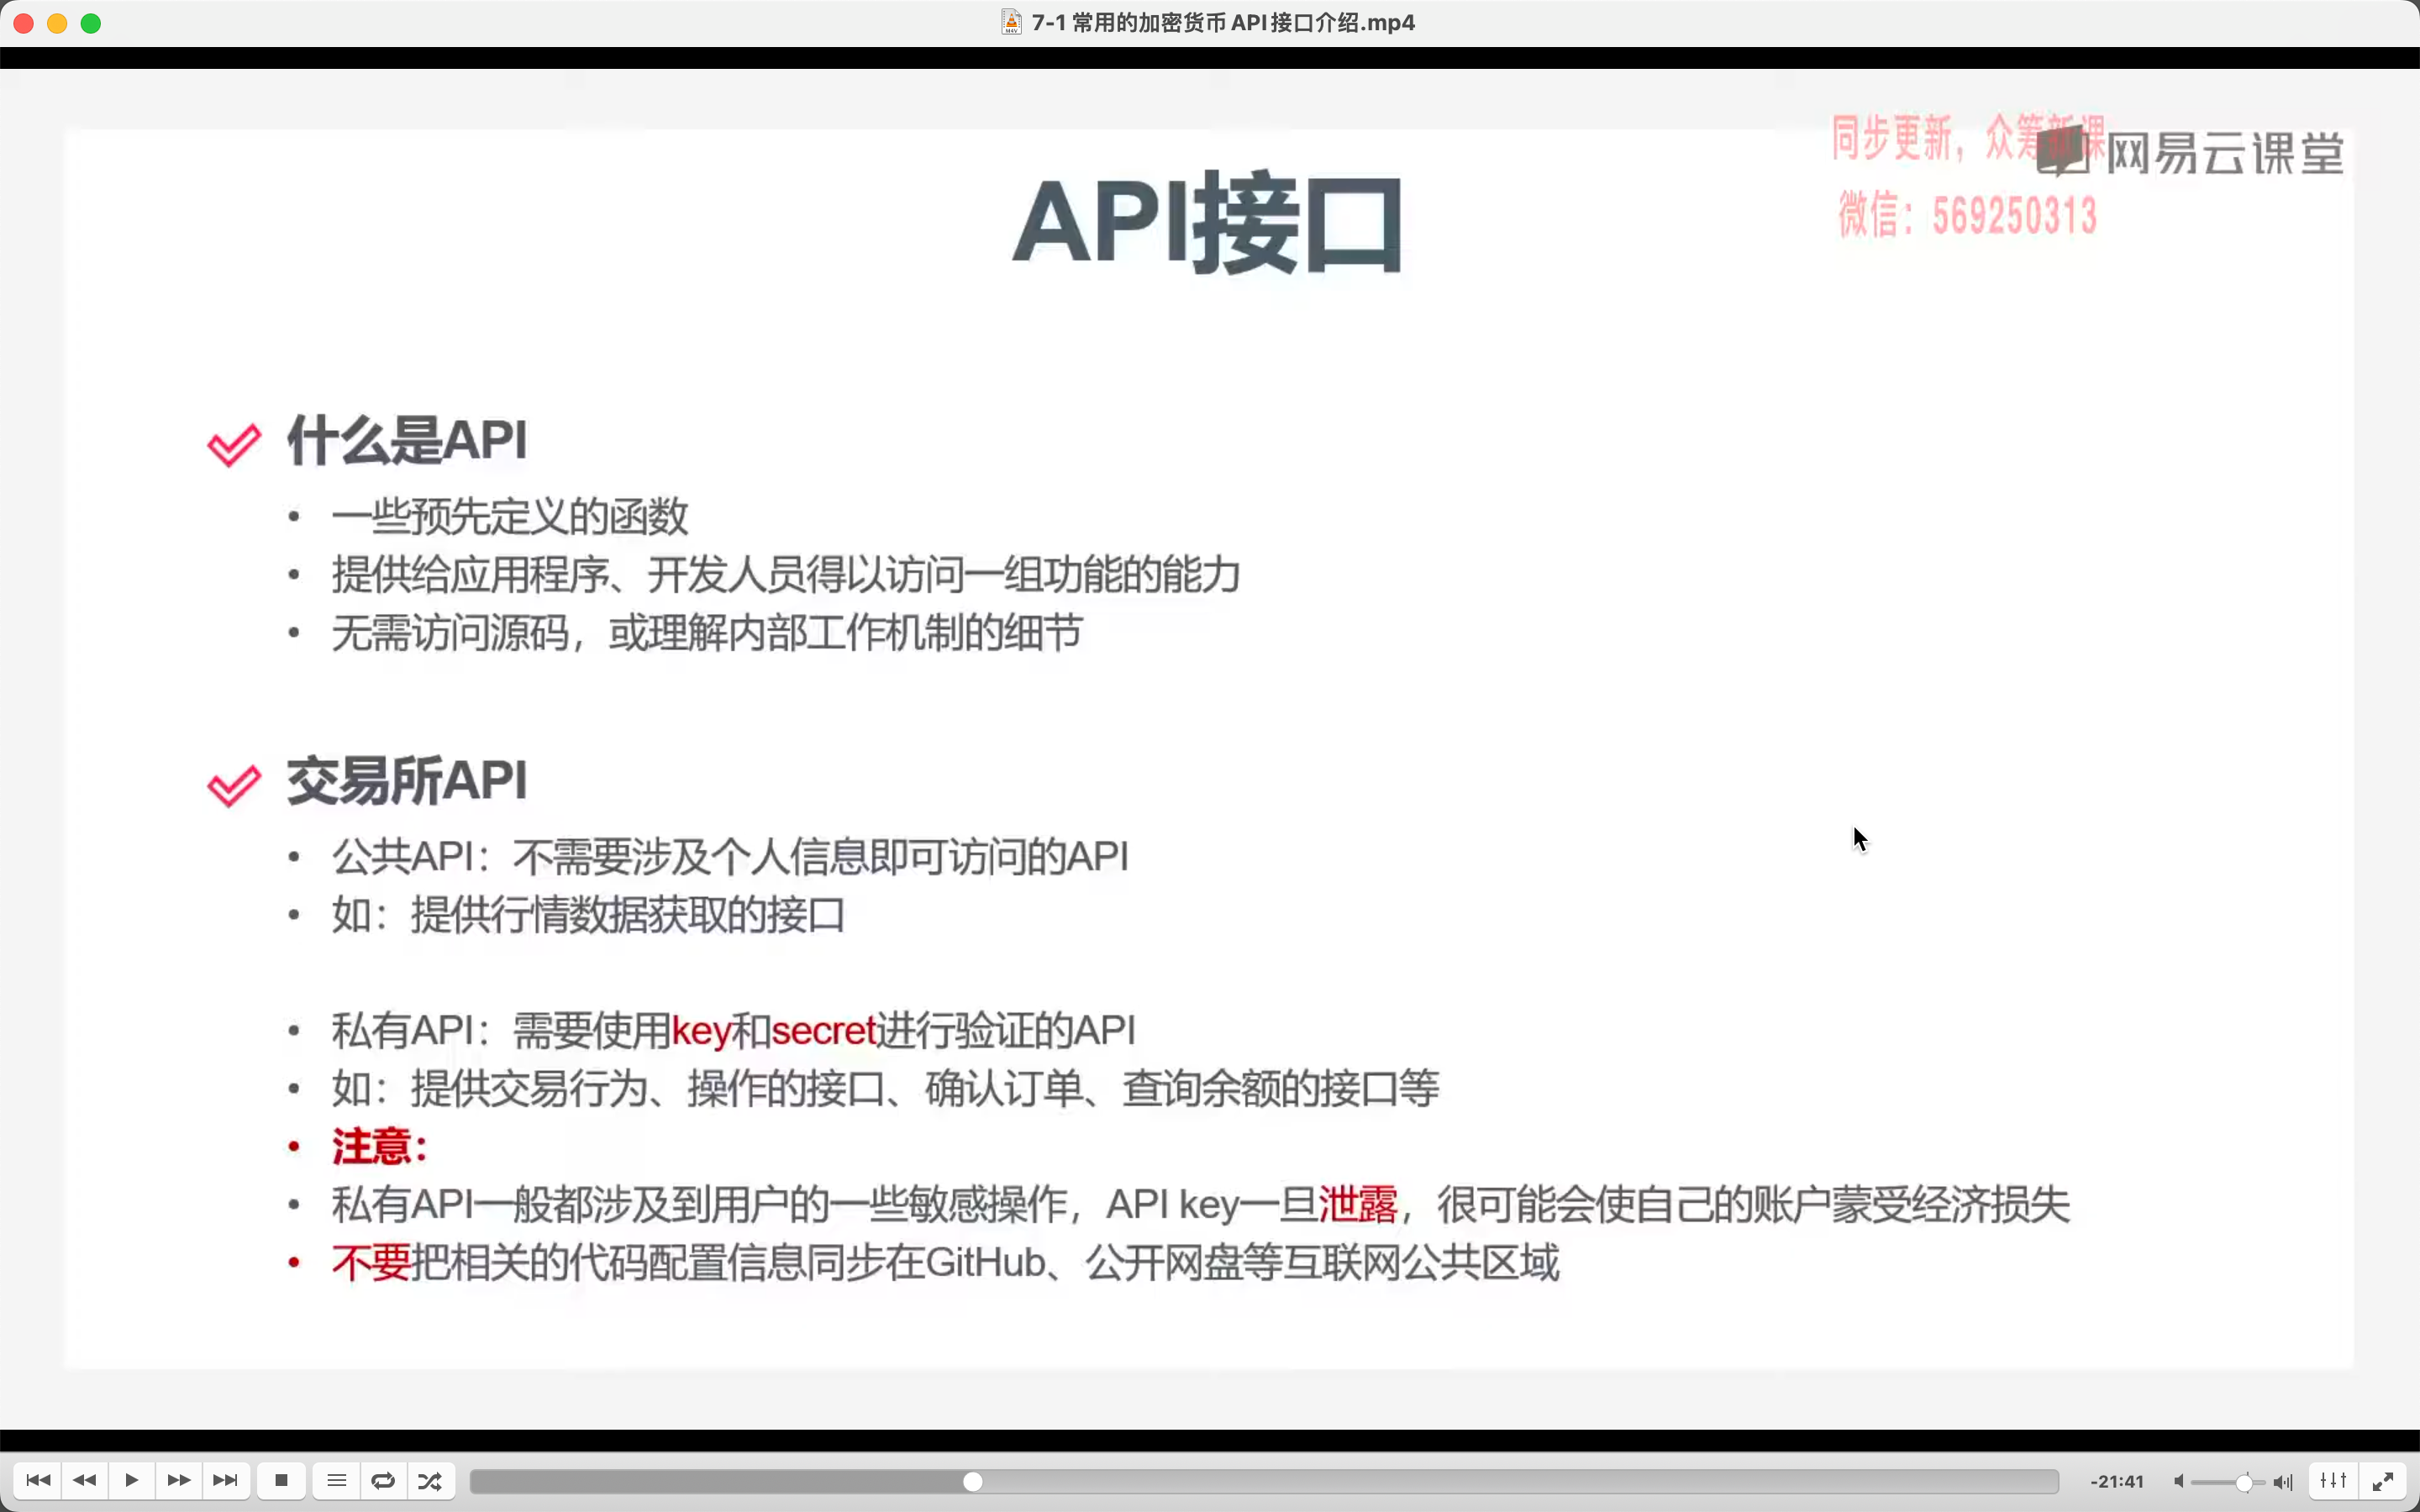 7-1 常用的加密货币 API 接口介绍.mp4
同步更新，众筹新课
网易云课堂
微信：569250313
API接口
什么是API
• 一些预先定义的函数
• 提供给应用程序、开发人员得以访问一组功能的能力
• 无需访问源码，或理解内部工作机制的细节
交易所API
• 公共API：不需要涉及个人信息即可访问的API
• 如：提供行情数据获取的接口
• 私有API：需要使用key和secret进行验证的API
• 如：提供交易行为、操作的接口、确认订单、查询余额的接口等
• 注意：
• 私有API一般都涉及到用户的一些敏感操作，API key一旦泄露，很可能会使自己的账户蒙受经济损失
• 不要把相关的代码配置信息同步在GitHub、公开网盘等互联网公共区域
-21:41